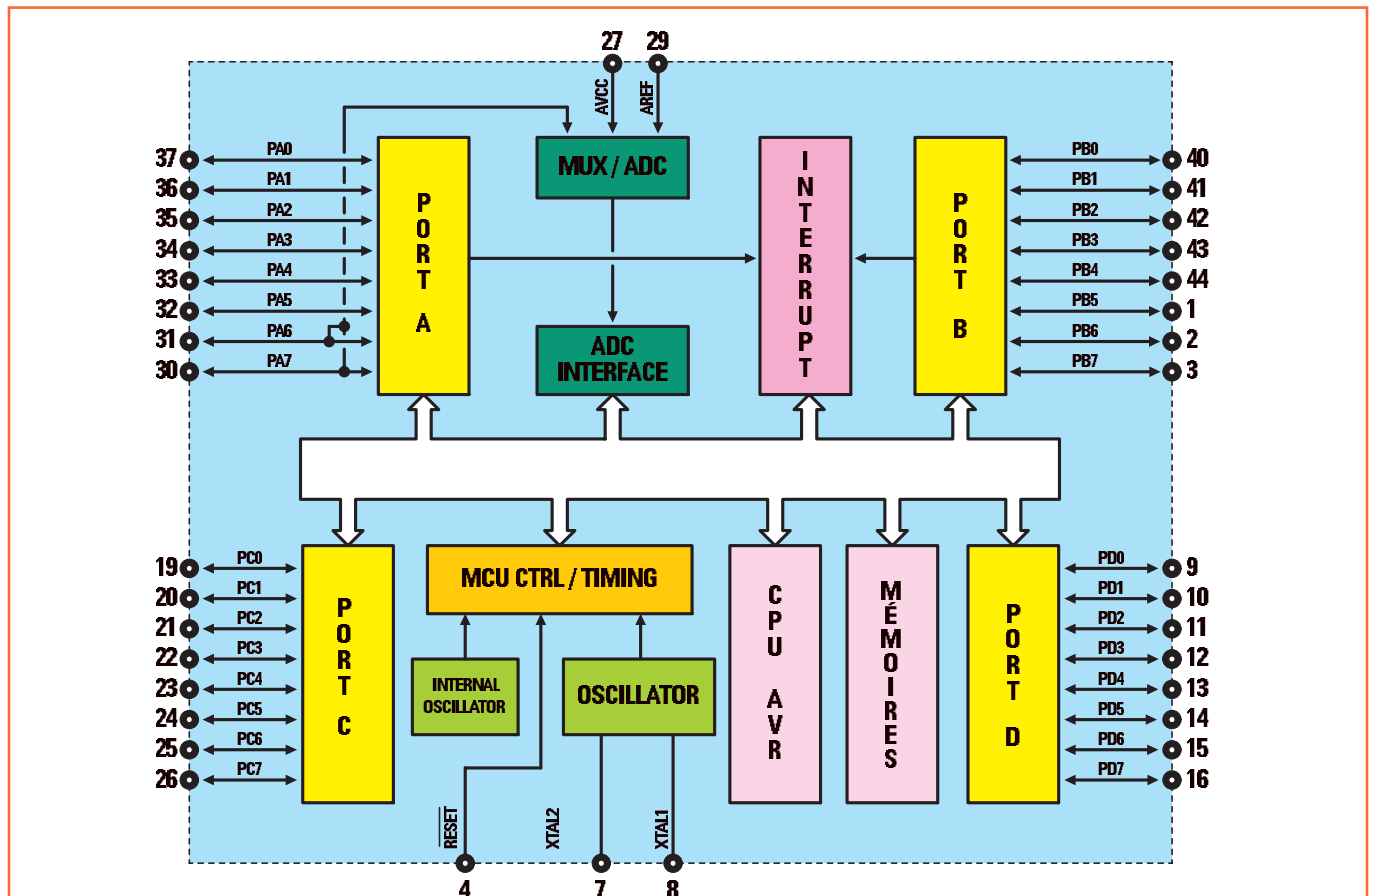 27 29
AVCC AREF
37 PA0
36 PA1
35 PA2
34 PA3
33 PA4
32 PA5
31 PA6
30 PA7
PORT A
MUX / ADC
ADC
INTERFACE
INTERRUPT
PORT B
PB0 40
PB1 41
PB2 42
PB3 43
PB4 44
PB5 1
PB6 2
PB7 3
19 PC0
20 PC1
21 PC2
22 PC3
23 PC4
24 PC5
25 PC6
26 PC7
PORT C
MCU CTRL / TIMING
INTERNAL
OSCILLATOR
OSCILLATOR
CPU AVR
MÉMOIRES
PORT D
PD0 9
PD1 10
PD2 11
PD3 12
PD4 13
PD5 14
PD6 15
PD7 16
RESET XTAL2 XTAL1
4 7 8